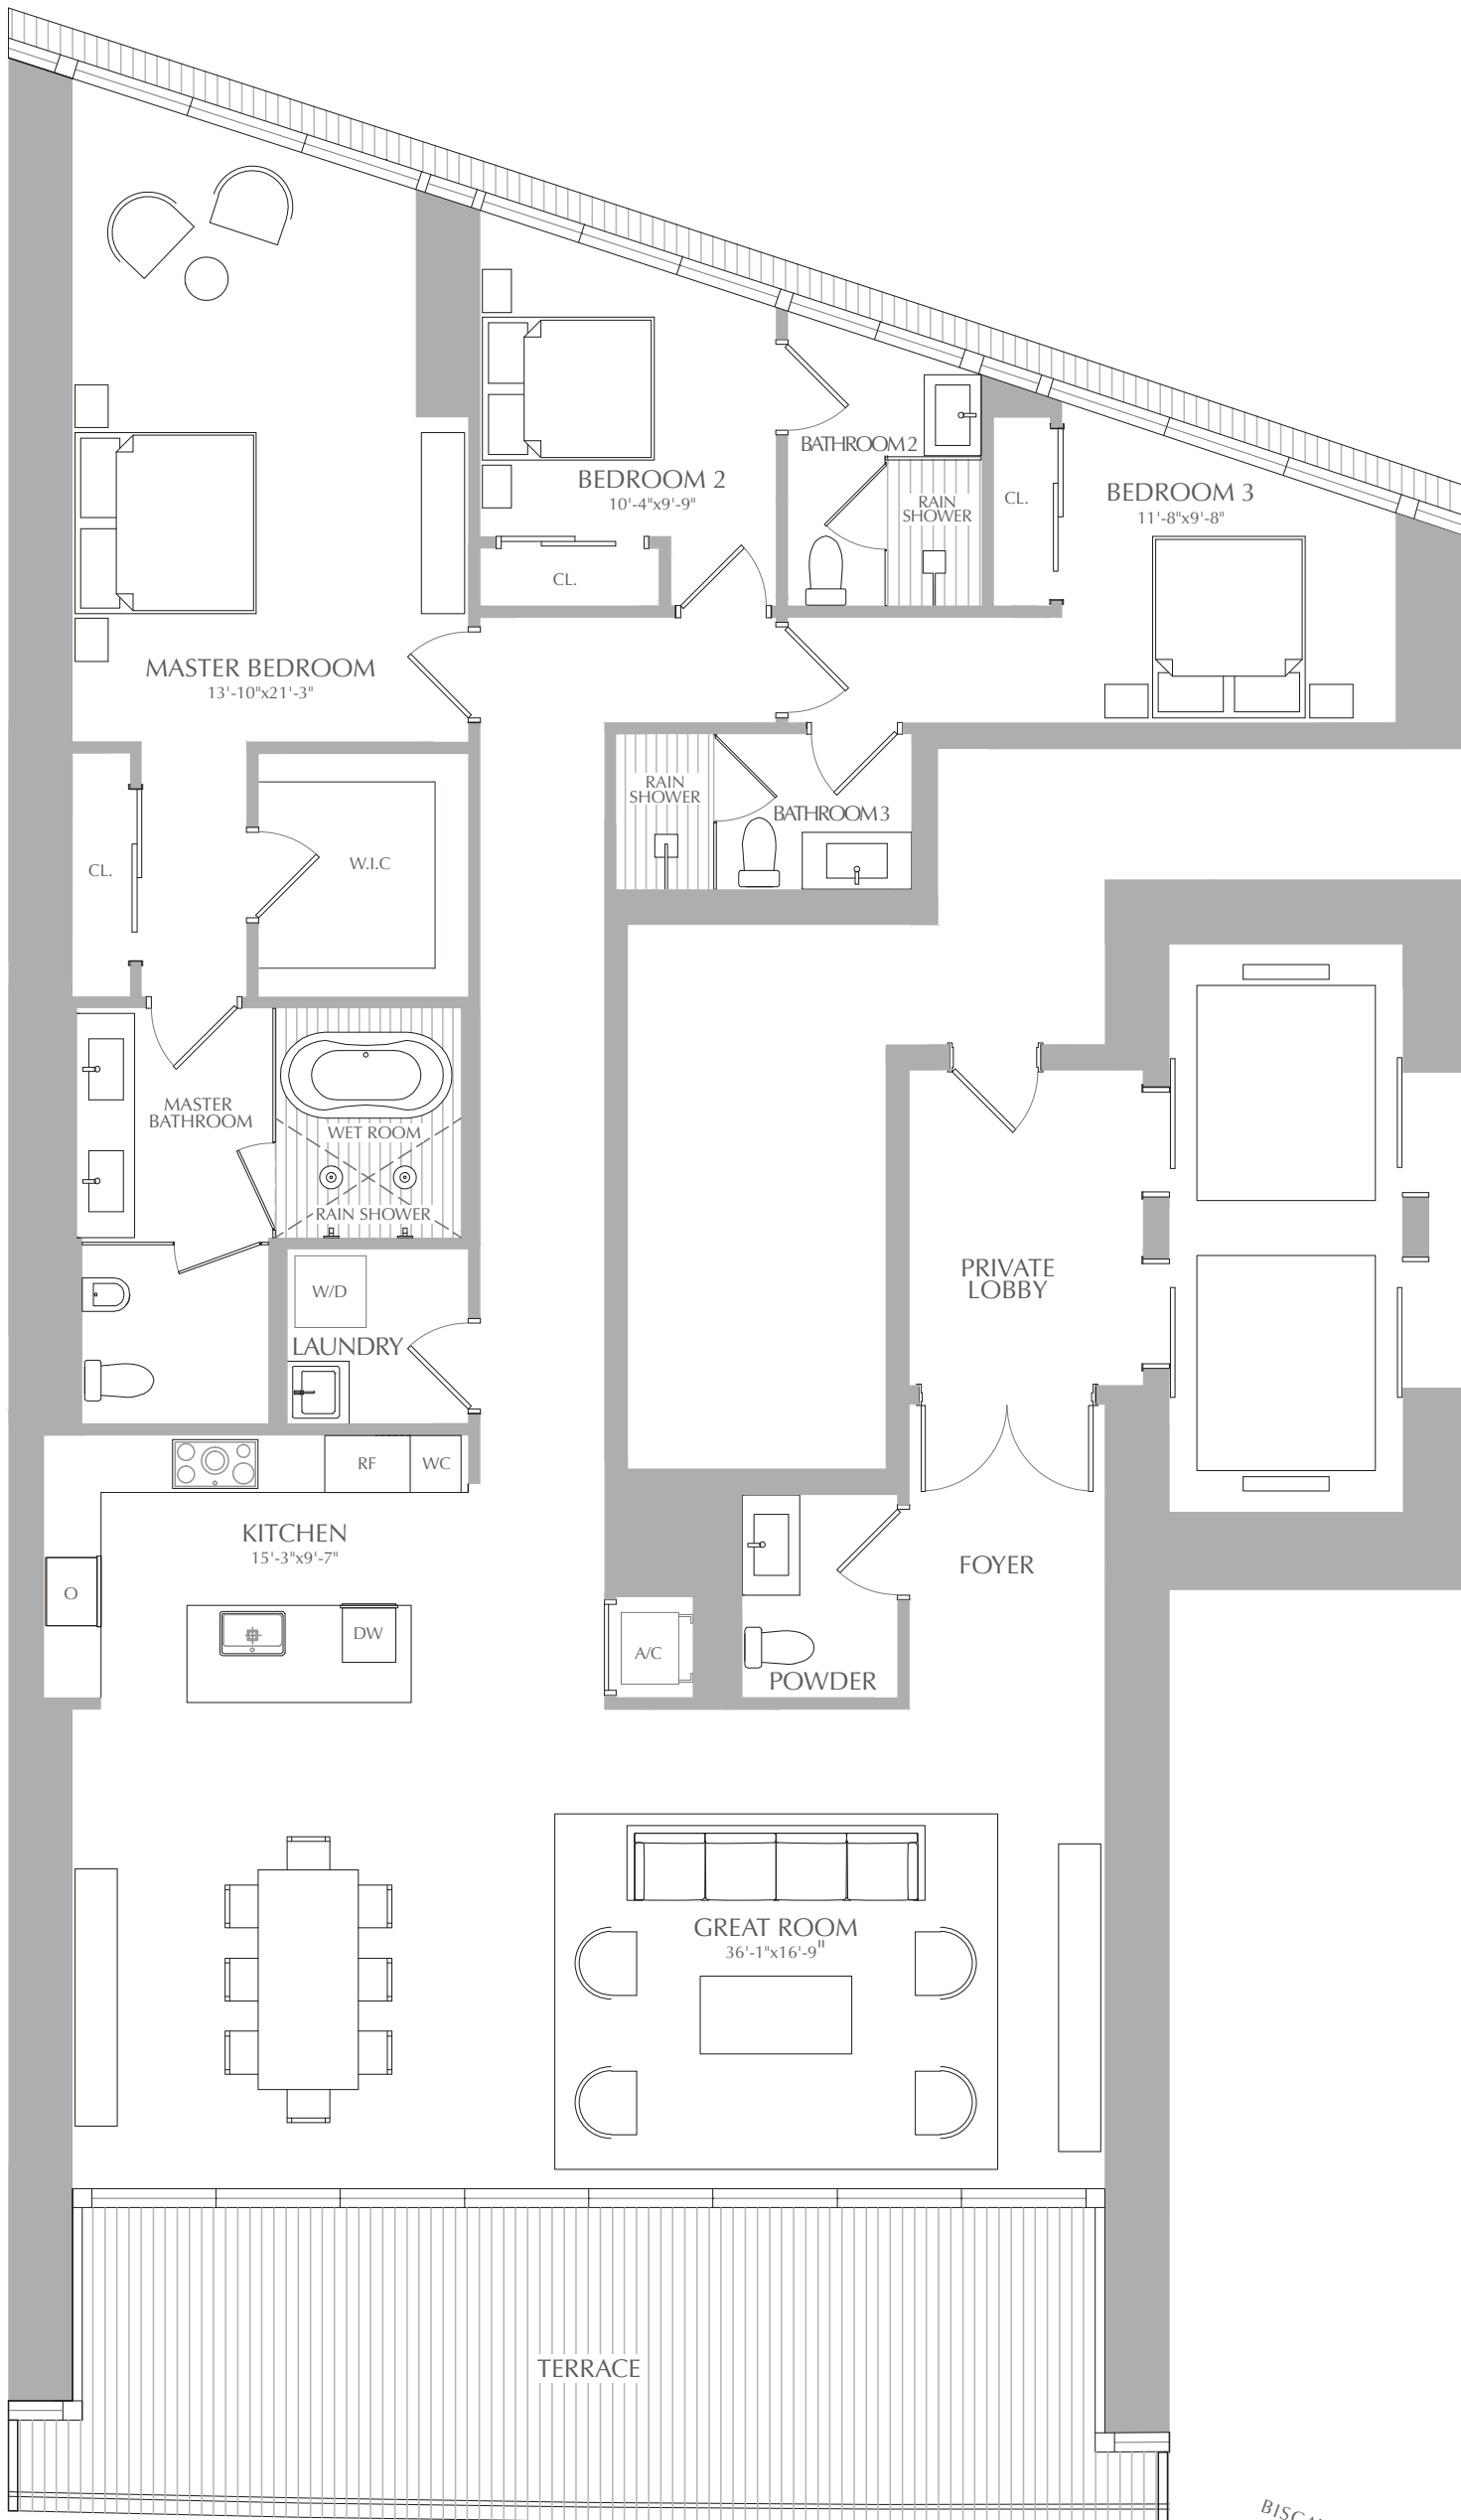 BEDROOM 2
10'-4"x9'-9"
BATHROOM 2
RAIN
SHOWER
CL.
BEDROOM 3
11'-8"x9'-8"
CL.
MASTER BEDROOM
13'-10"x21'-3"
RAIN
SHOWER
BATHROOM 3
CL.
W.I.C
MASTER
BATHROOM
WET ROOM
RAIN SHOWER
PRIVATE
LOBBY
W/D
LAUNDRY
RF
WC
KITCHEN
15'-3"x9'-7"
FOYER
O
DW
A/C
POWDER
GREAT ROOM
36'-1"x16'-9"
TERRACE